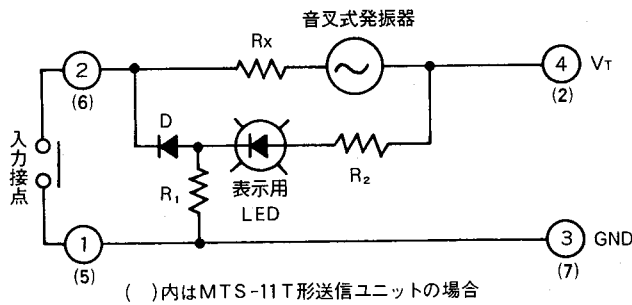 音叉式発振器
Rx
2
(6)
4
VT
(2)
D
入力接点
R1
表示用
LED
R2
1
(5)
3
GND
(7)
( )内はMTS-11T形送信ユニットの場合